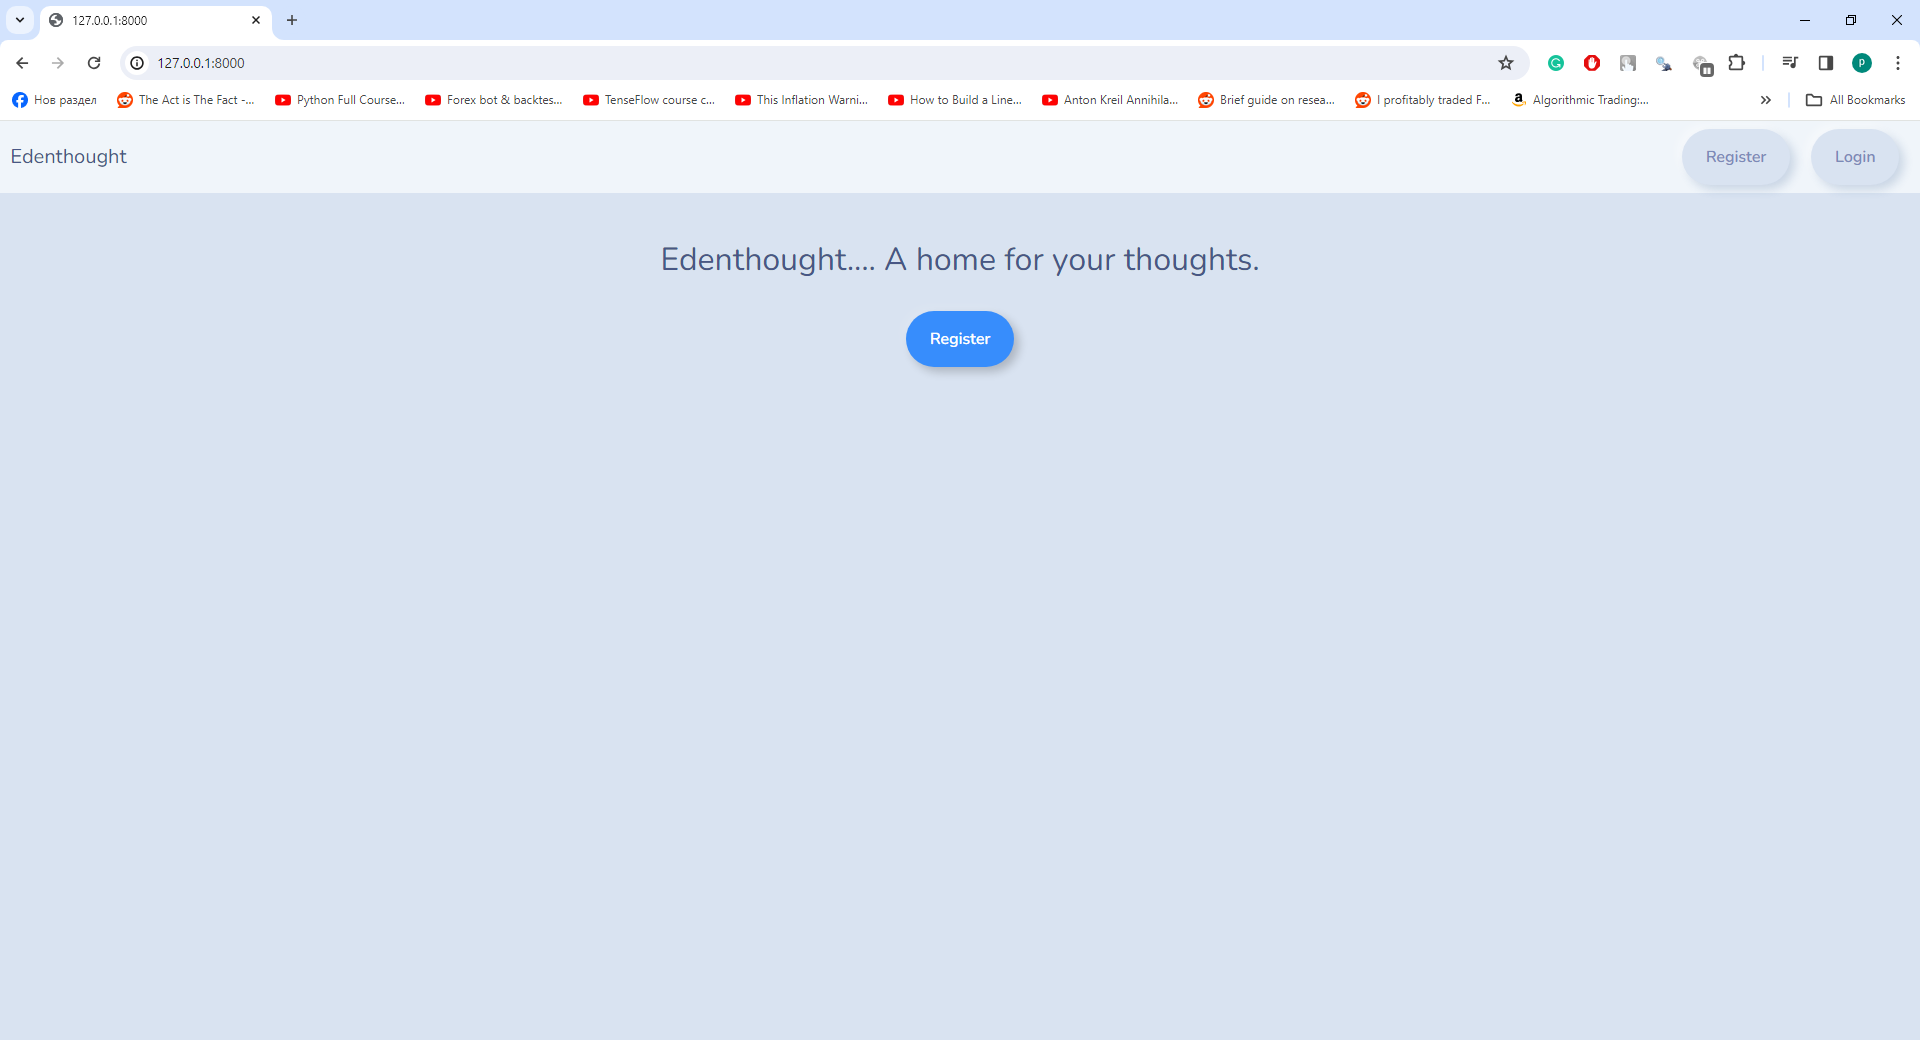 127.0.0.1:8000
127.0.0.1:8000
Нов раздел
The Act is The Fact -...
Python Full Course...
Forex bot & backtes...
TenseFlow course c...
This Inflation Warni...
How to Build a Line...
Anton Kreil Annihila...
Brief guide on resea...
I profitably traded F...
Algorithmic Trading:...
All Bookmarks
Edenthought
Register
Login
Edenthought.... A home for your thoughts.
Register